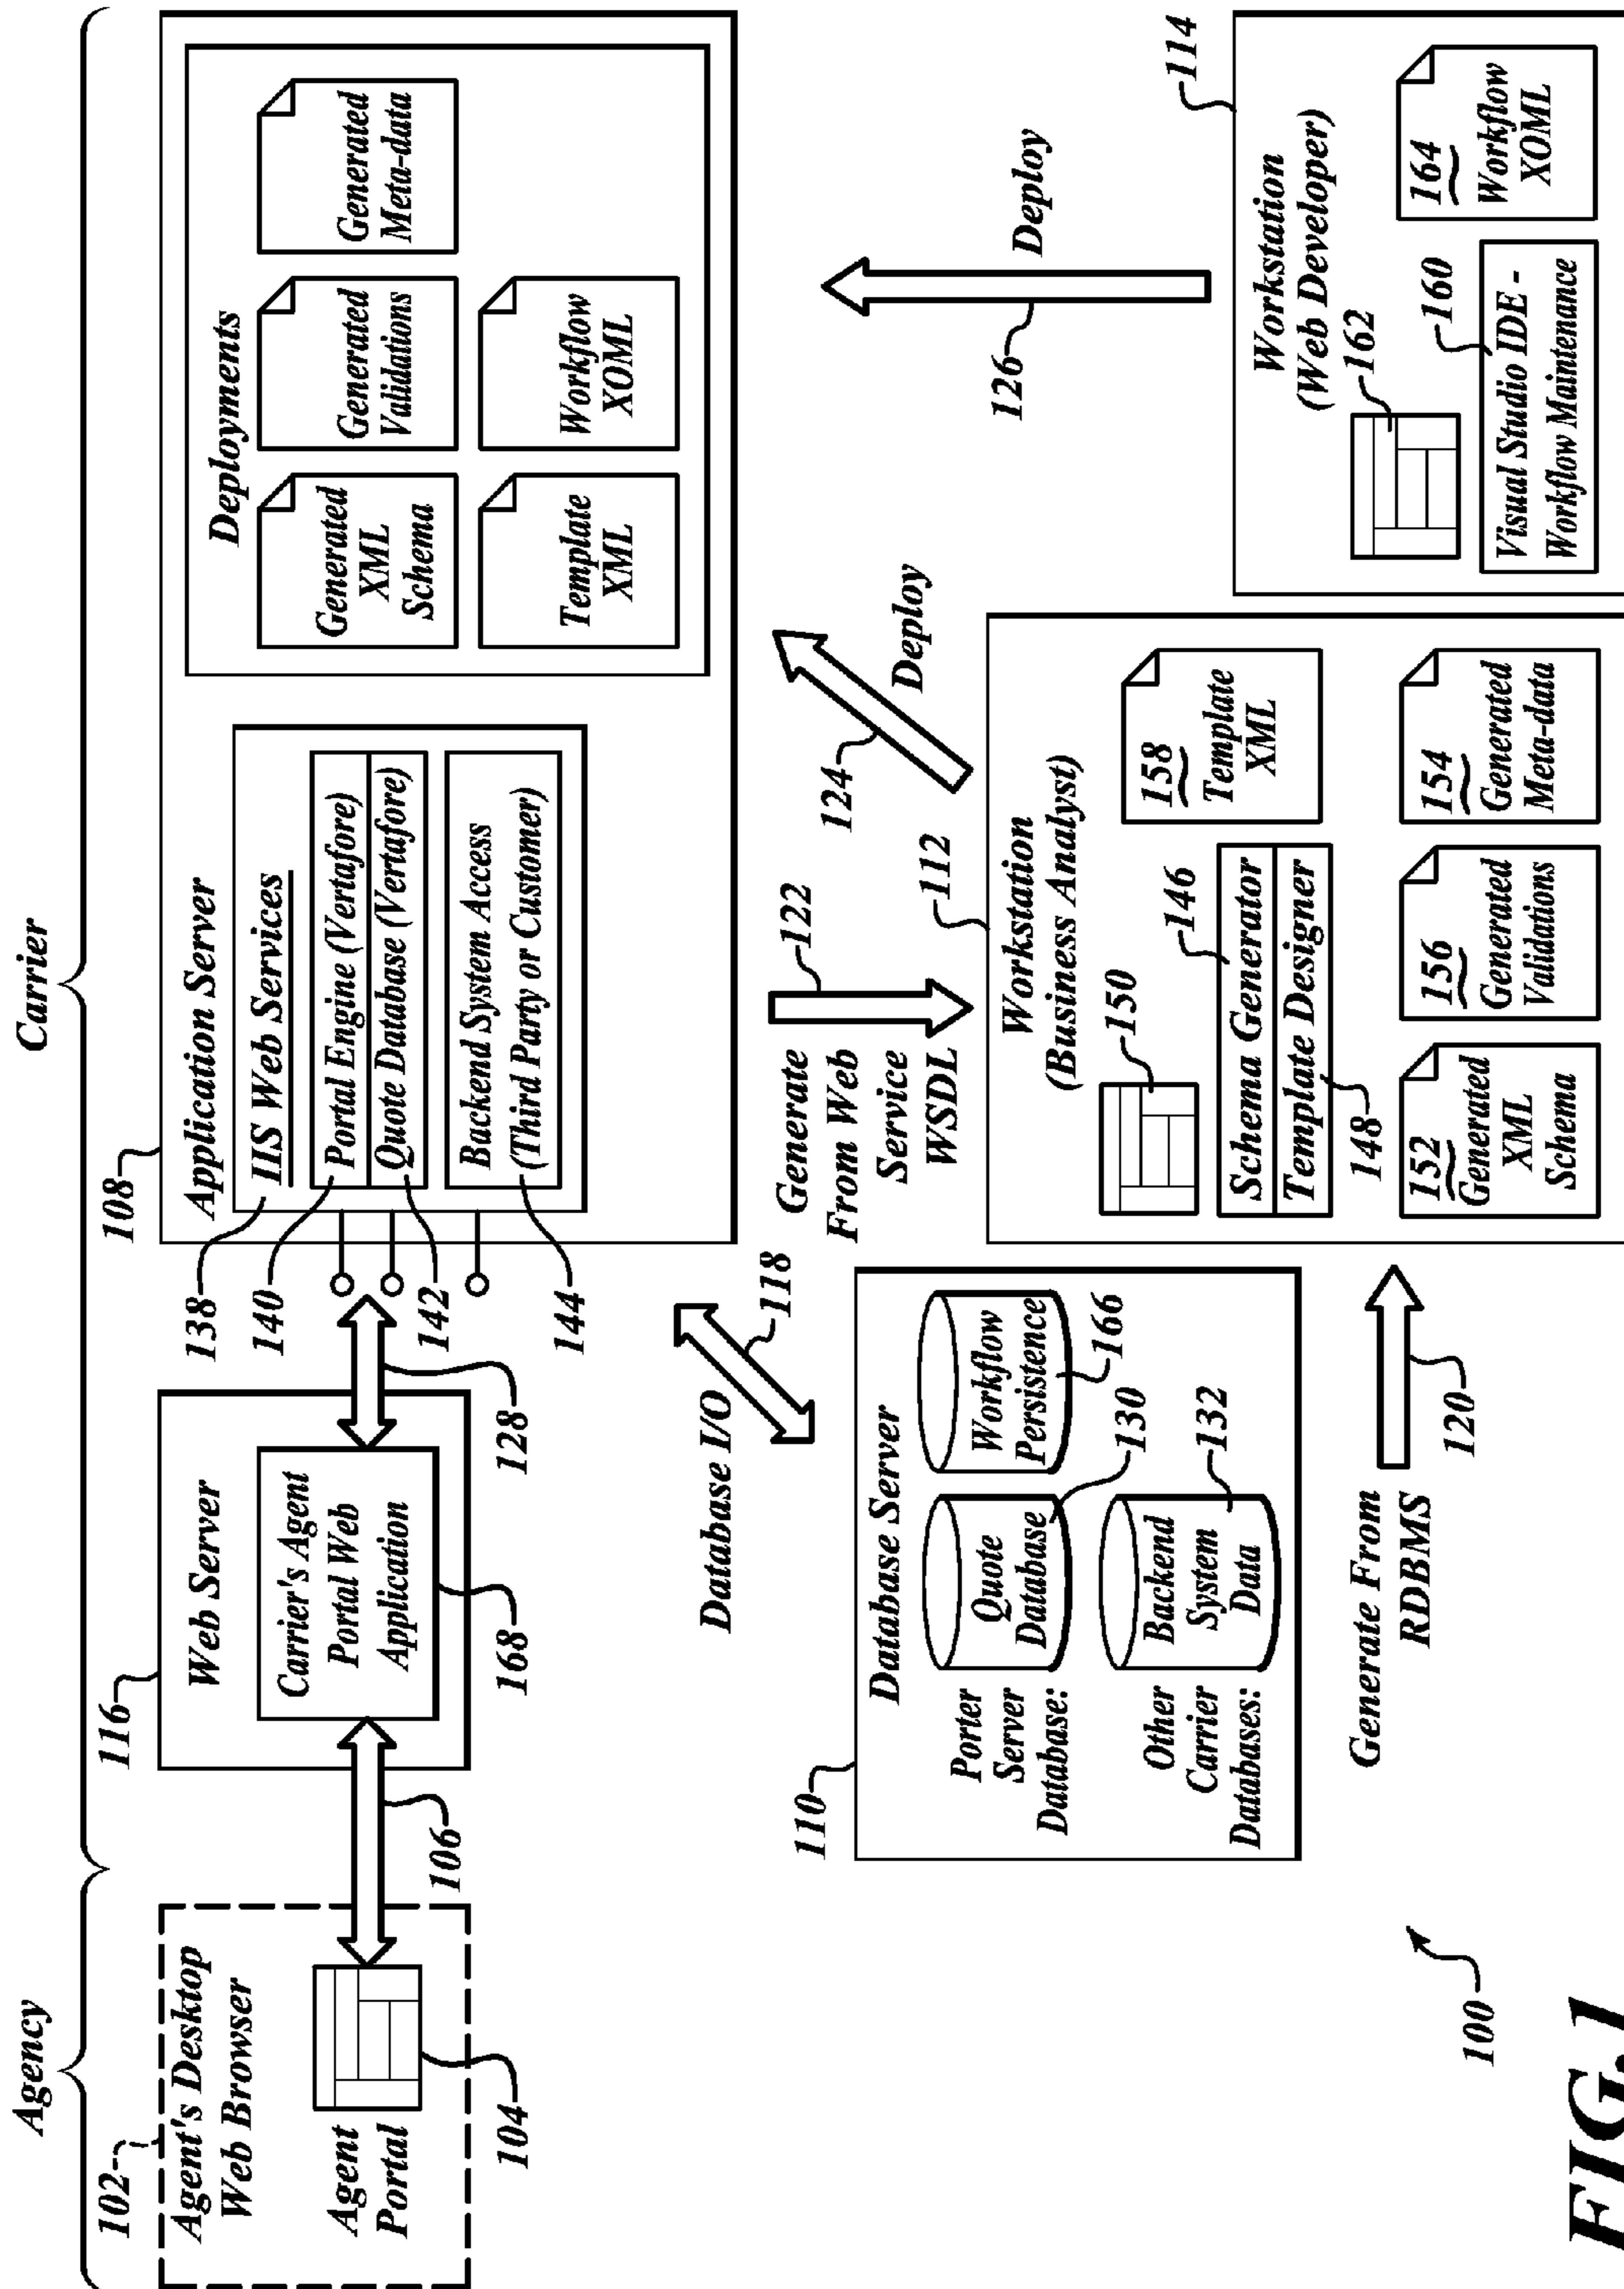 Agency
Carrier
102
Agent's Desktop
Web Browser
Agent
Portal
104
106
116
Web Server
Carrier's Agent
Portal Web
Application
168
128
108
Application Server
138
IIS Web Services
140
Portal Engine (Vertafore)
Quote Database (Vertafore)
142
Backend System Access
(Third Party or Customer)
144
Deployments
Generated
XML
Schema
Generated
Validations
Generated
Meta-data
Template
XML
Workflow
XOML
Database I/O
118
Generate
From Web
Service
WSDL
122
124
Deploy
126
Deploy
110
Database Server
Porter
Server
Database:
Quote
Database
130
Workflow
Persistence
166
Other
Carrier
Databases:
Backend
System
Data
132
Generate From
RDBMS
120
112
Workstation
(Business Analyst)
150
146
Schema Generator
Template Designer
148
158
Template
XML
152
Generated
XML
Schema
156
Generated
Validations
154
Generated
Meta-data
114
Workstation
(Web Developer)
162
160
Visual Studio IDE -
Workflow Maintenance
164
Workflow
XOML
100
FIG.1